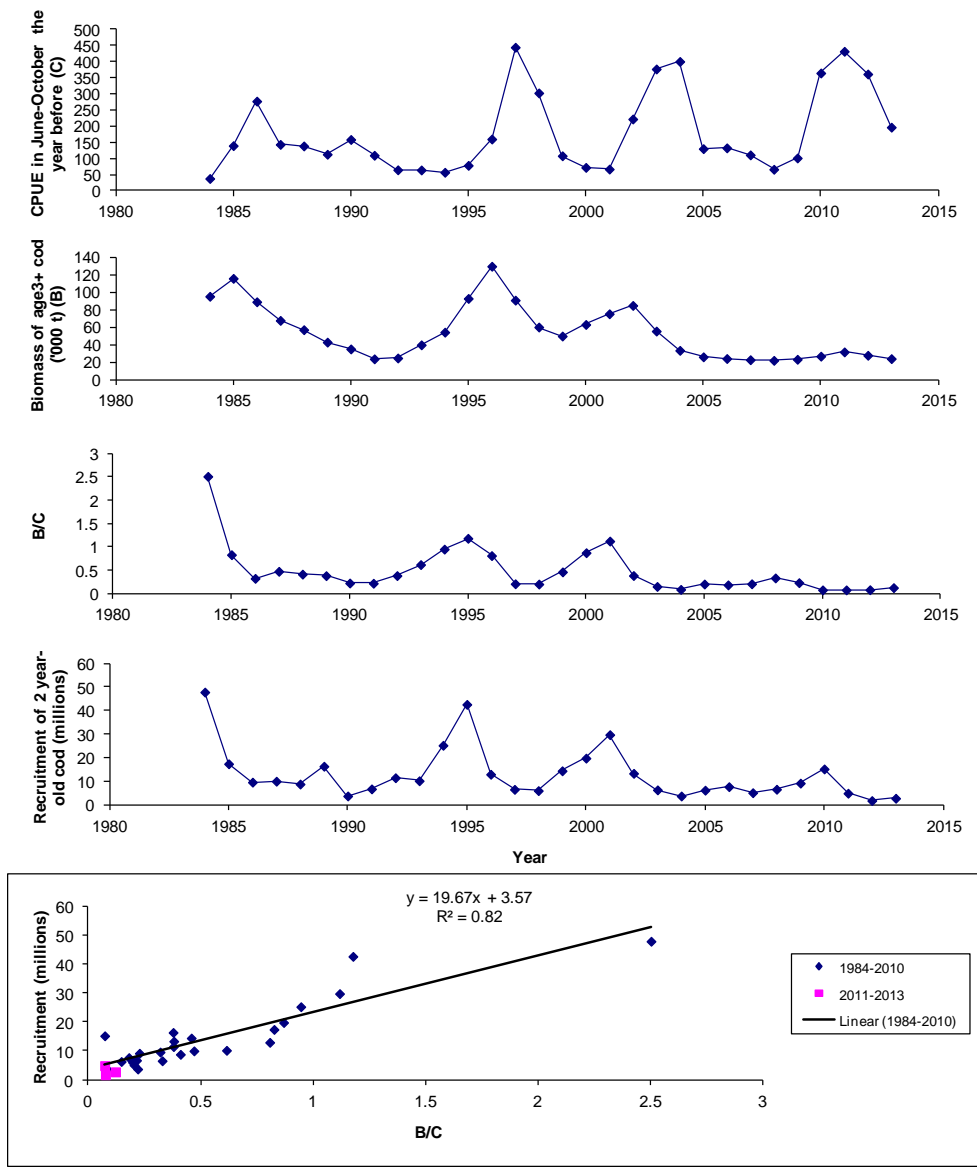 CPUE in June-October the
year before (C)
500
450
400
350
300
250
200
150
100
50
0
1980 1985 1990 1995 2000 2005 2010 2015
Biomass of age3+ cod
('000 t) (B)
140
120
100
80
60
40
20
0
1980 1985 1990 1995 2000 2005 2010 2015
B/C
3
2.5
2
1.5
1
0.5
0
1980 1985 1990 1995 2000 2005 2010 2015
Recruitment of 2 year-
old cod (millions)
60
50
40
30
20
10
0
1980 1985 1990 1995 2000 2005 2010 2015
Year
y = 19.67x + 3.57
R² = 0.82
Recruitment (millions)
60
50
40
30
20
10
0
0 0.5 1 1.5 2 2.5 3
B/C
1984-2010
2011-2013
Linear (1984-2010)